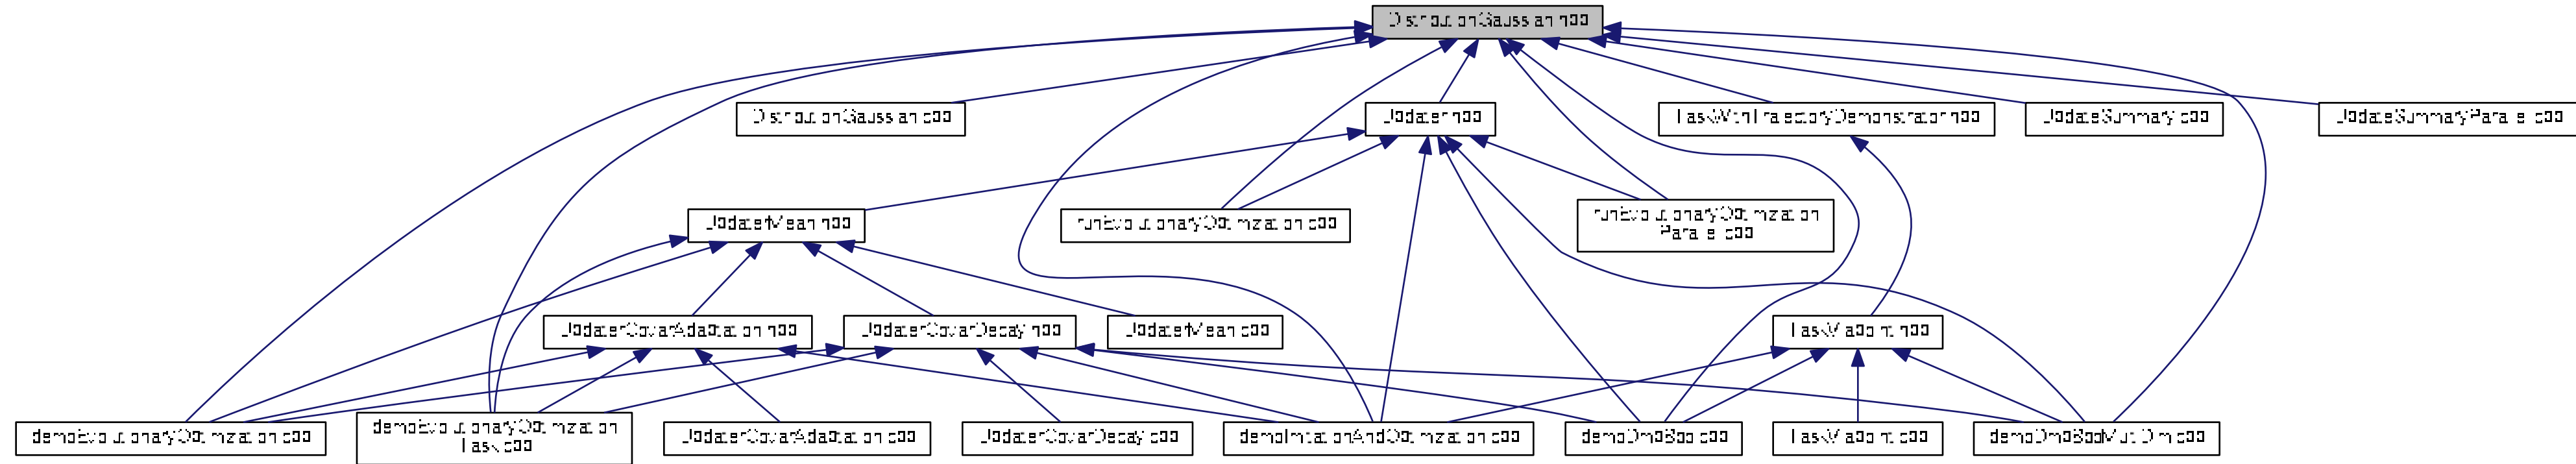 DistributionGaussian.hpp
DistributionGaussian.cpp
Updater.hpp
TaskWithTrajectoryDemonstrator.hpp
UpdateSummary.cpp
UpdateSummaryParallel.cpp
UpdaterMean.hpp
runEvolutionaryOptimization.cpp
runEvolutionaryOptimization
Parallel.cpp
UpdaterCovarAdaptation.hpp
UpdaterCovarDecay.hpp
UpdaterMean.cpp
TaskViapoint.hpp
demoEvolutionaryOptimization.cpp
demoEvolutionaryOptimization
Task.cpp
UpdaterCovarAdaptation.cpp
UpdaterCovarDecay.cpp
demoImitationAndOptimization.cpp
demoDmpBbo.cpp
TaskViapoint.cpp
demoDmpBboMultiDim.cpp